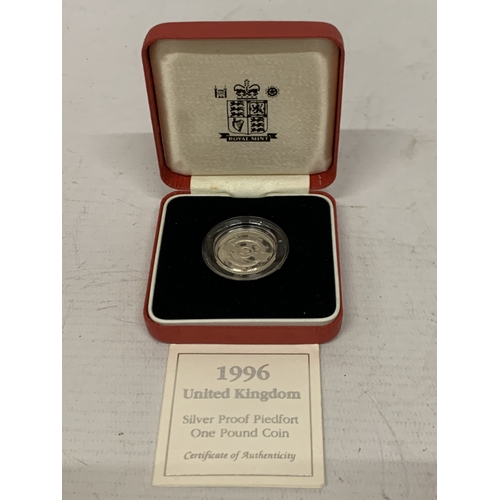 ROYAL MINT
1996
United Kingdom
Silver Proof Piedfort
One Pound Coin
Certificate of Authenticity